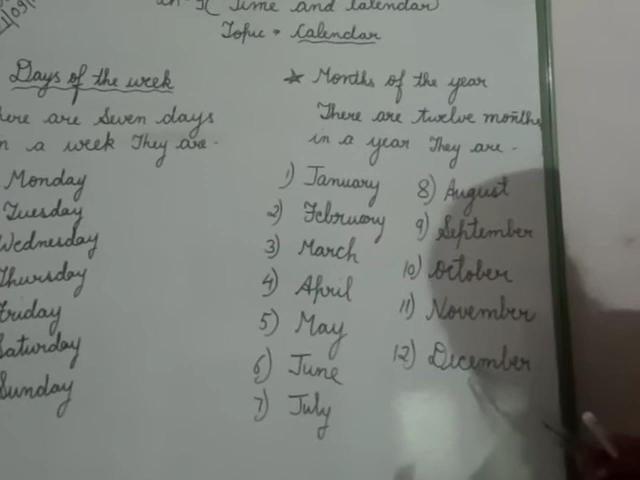 ( Time and Calendar)
Topic - Calendar
Days of the week
There are Seven days
in a week They are -
Monday
Tuesday
Wednesday
Thursday
Friday
Saturday
Sunday
* Months of the year
There are twelve months
in a year They are -
1) January
2) February
3) March
4) April
5) May
6) June
7) July
8) August
9) September
10) October
11) November
12) December